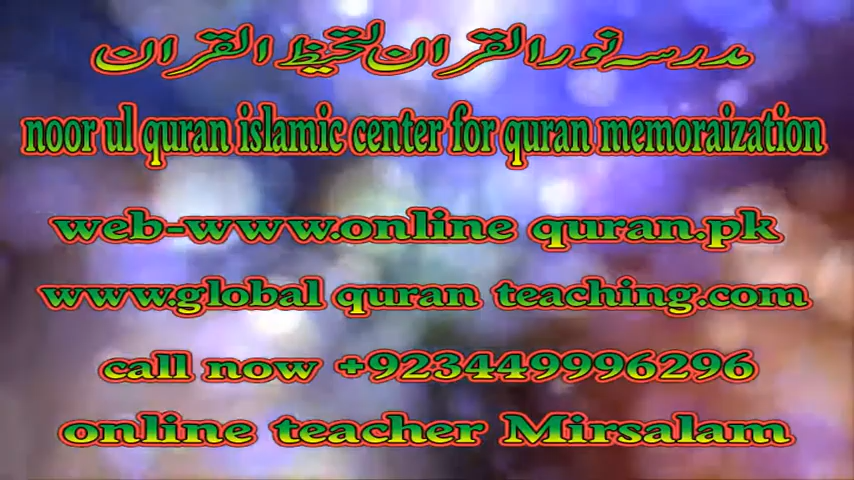 مدرسہ نور القران لتحیظ القران
noor ul quran islamic center for quran memoraization
web-www.online quran.pk
www.global quran teaching.com
call now +923449996296
online teacher Mirsalam